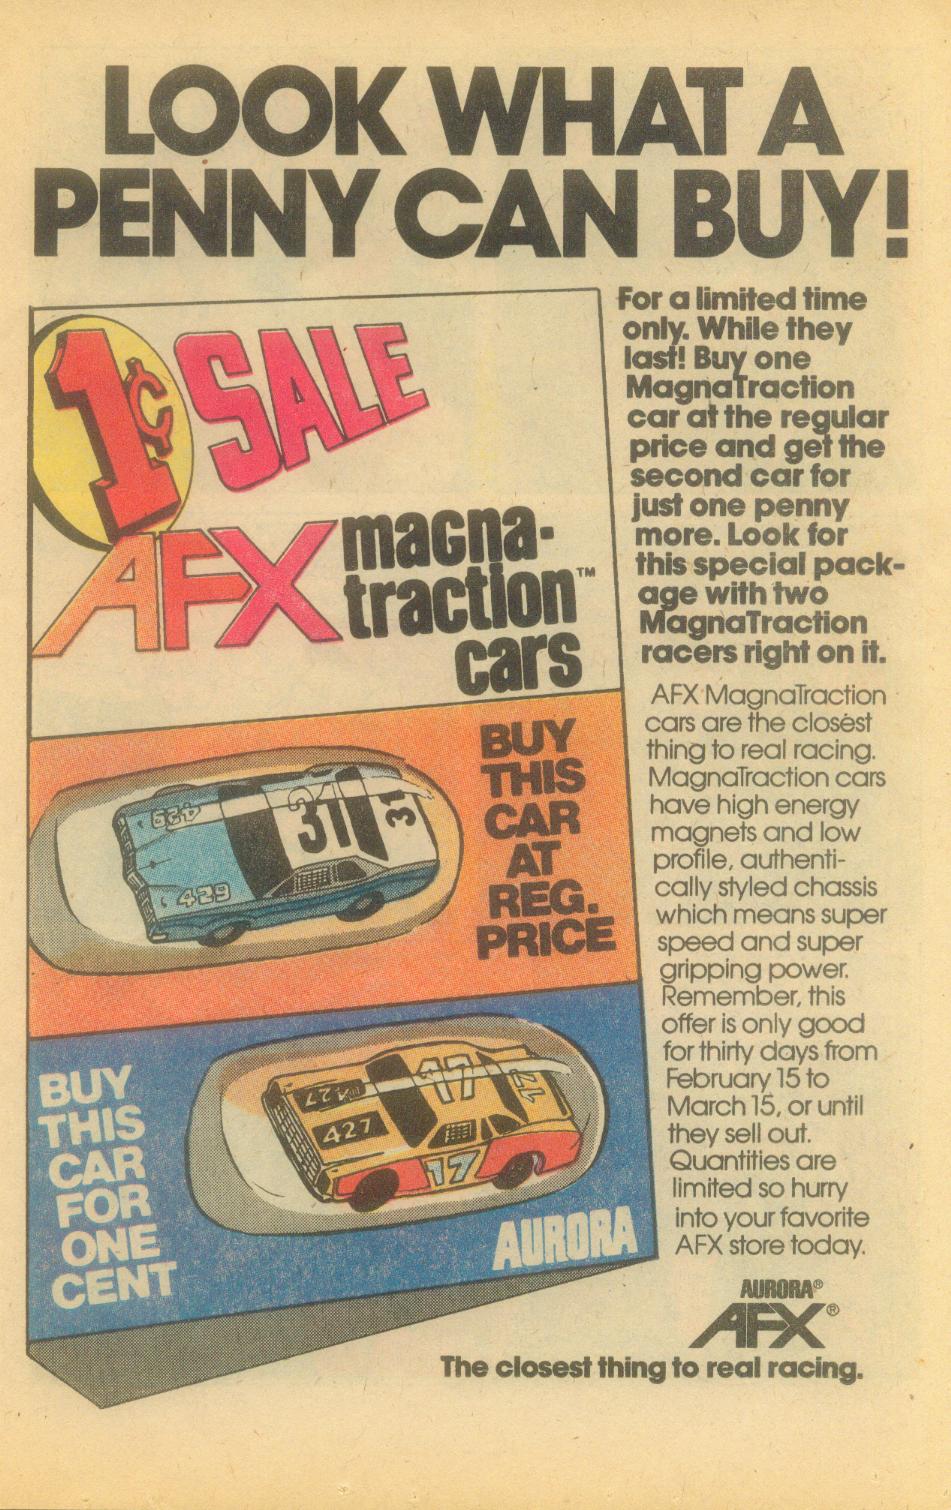 LOOK WHAT A
PENNY CAN BUY!
1¢ SALE
AFX magna-
traction™
cars
BUY
THIS
CAR
AT
REG.
PRICE
31
31
429
429
BUY
THIS
CAR
FOR
ONE
CENT
17
17
427
427
17
AURORA
For a limited time
only. While they
last! Buy one
MagnaTraction
car at the regular
price and get the
second car for
just one penny
more. Look for
this special pack-
age with two
MagnaTraction
racers right on it.
AFX MagnaTraction
cars are the closest
thing to real racing.
MagnaTraction cars
have high energy
magnets and low
profile, authenti-
cally styled chassis
which means super
speed and super
gripping power.
Remember, this
offer is only good
for thirty days from
February 15 to
March 15, or until
they sell out.
Quantities are
limited so hurry
into your favorite
AFX store today.
AURORA®
AFX®
The closest thing to real racing.